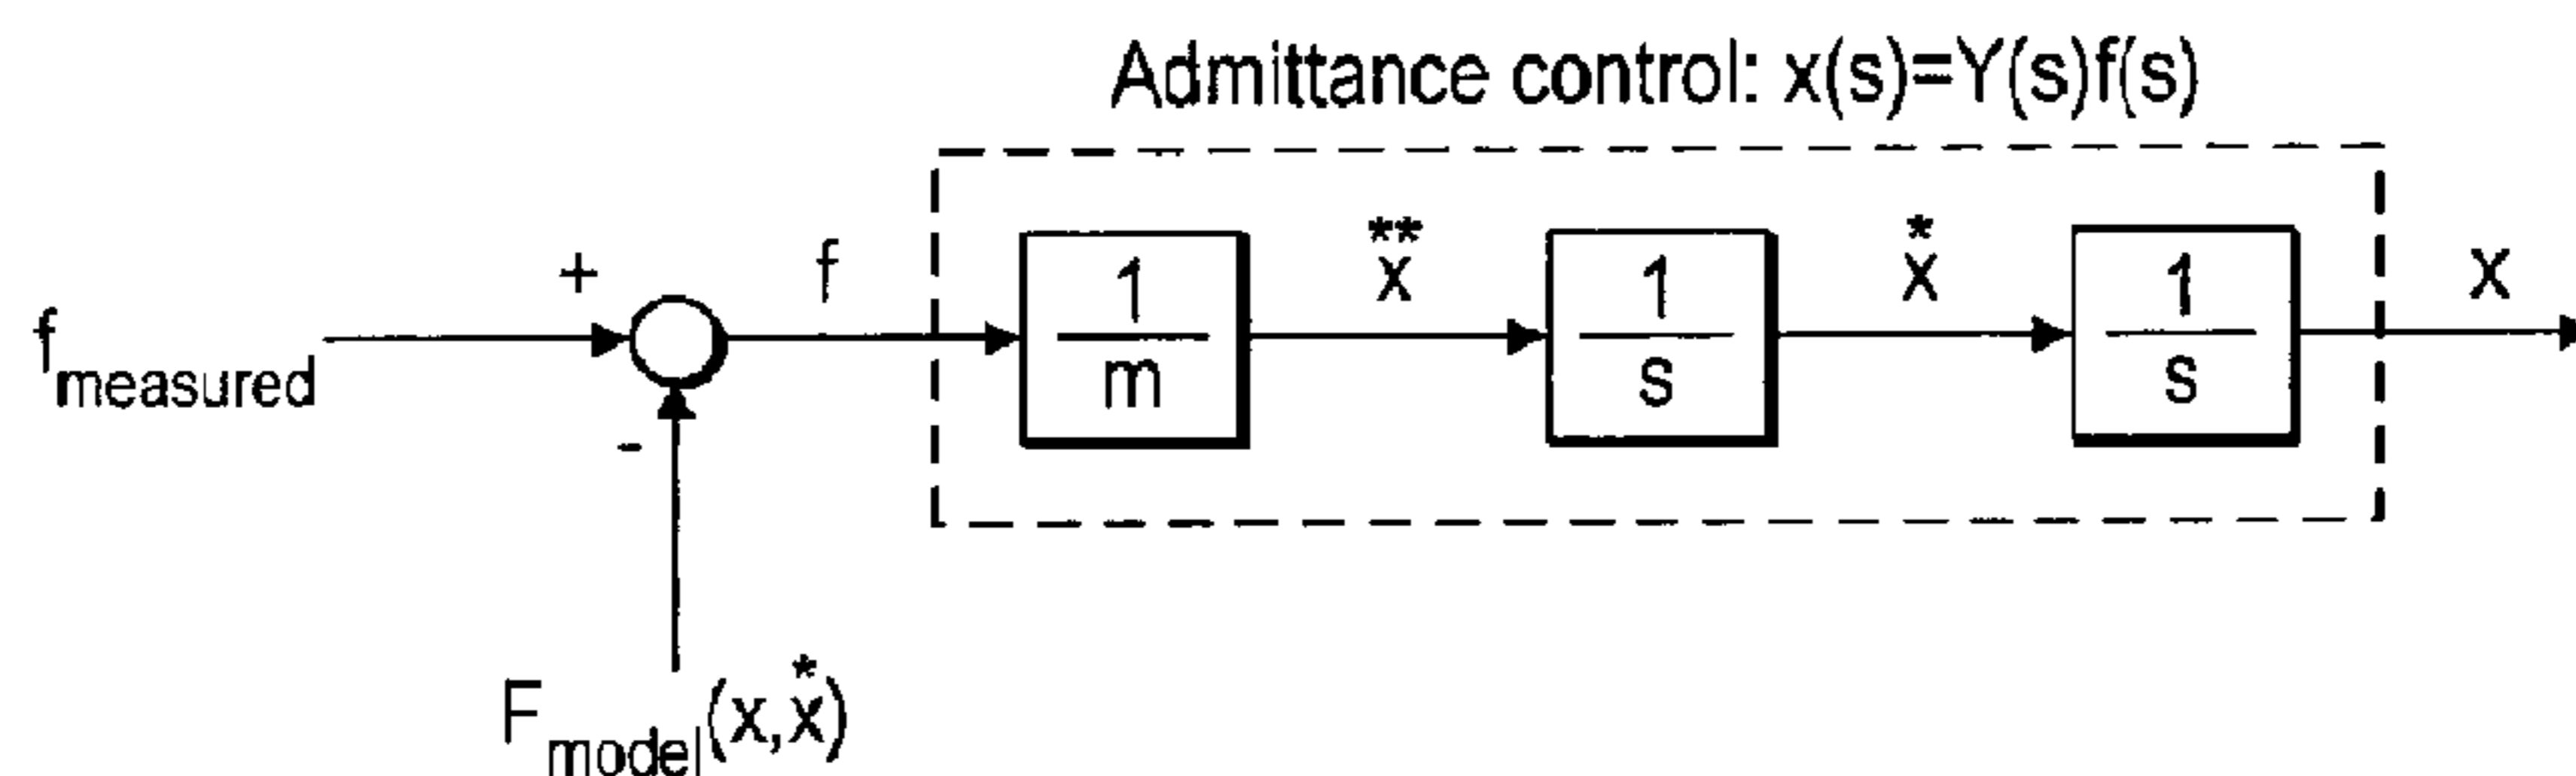 Admittance control: x(s)=Y(s)f(s)
f measured
+
-
F model (x,x*)
f
1
m
**
x
1
s
*
x
1
s
x